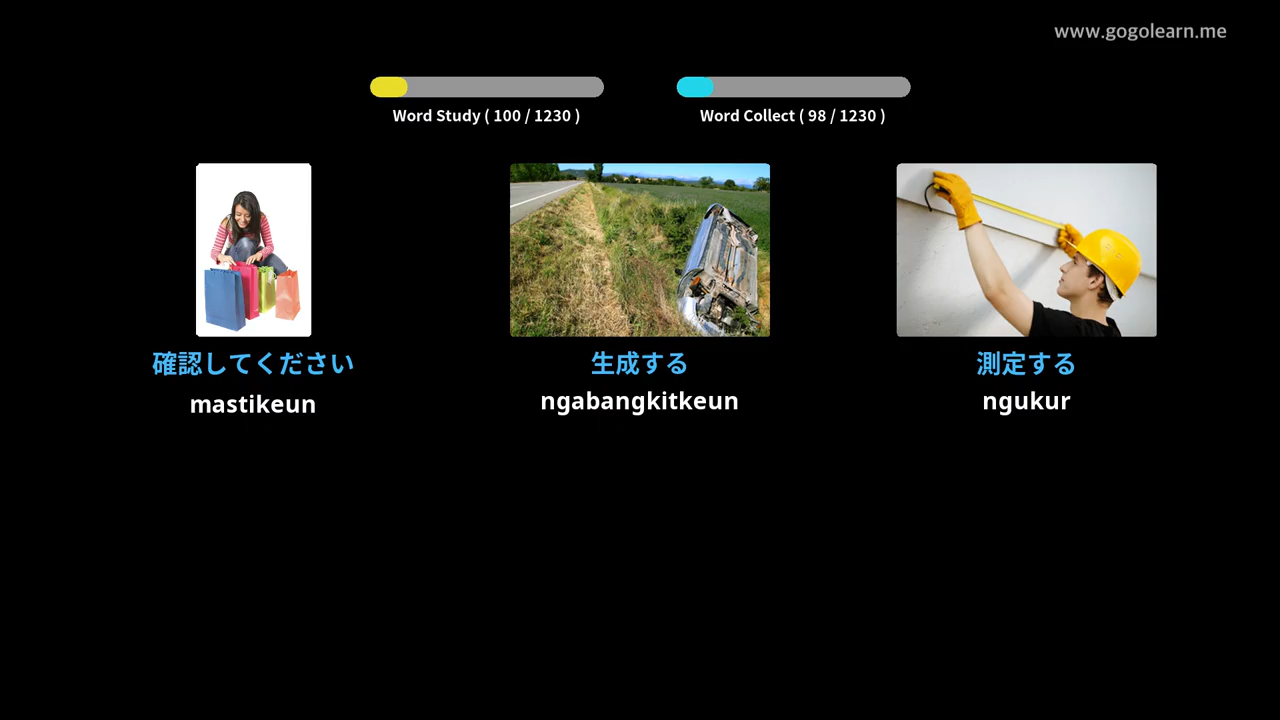 www.gogolearn.me
Word Study ( 100 / 1230 )
Word Collect ( 98 / 1230 )
確認してください
生成する
測定する
mastikeun
ngabangkitkeun
ngukur